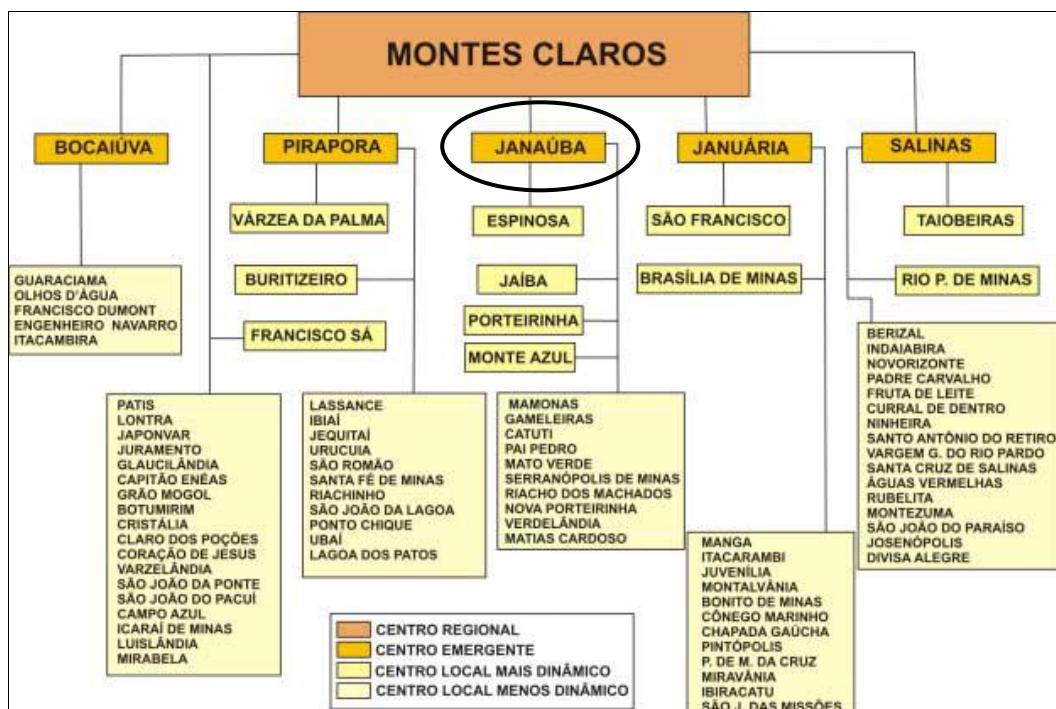 MONTES CLAROS
BOCAIÚVA
PIRAPORA
JANAÚBA
JANUÁRIA
SALINAS
VÁRZEA DA PALMA
ESPINOSA
SÃO FRANCISCO
TAIOBEIRAS
GUARACIAMA
OLHOS D'ÁGUA
FRANCISCO DUMONT
ENGENHEIRO NAVARRO
ITACAMBIRA
BURITIZEIRO
JAÍBA
BRASÍLIA DE MINAS
RIO P. DE MINAS
FRANCISCO SÁ
PORTEIRINHA
MONTE AZUL
PATIS
LONTRA
JAPONVAR
JURAMENTO
GLAUCILÂNDIA
CAPITÃO ENÉAS
GRÃO MOGOL
BOTUMIRIM
CRISTÁLIA
CLARO DOS POÇÕES
CORAÇÃO DE JESUS
VARZELÂNDIA
SÃO JOÃO DA PONTE
SÃO JOÃO DO PACUÍ
CAMPO AZUL
ICARAÍ DE MINAS
LUISLÂNDIA
MIRABELA
LASSANCE
IBIAÍ
JEQUITAÍ
URUCUIA
SÃO ROMÃO
SANTA FÉ DE MINAS
RIACHINHO
SÃO JOÃO DA LAGOA
PONTO CHIQUE
UBAÍ
LAGOA DOS PATOS
MAMONAS
GAMELEIRAS
CATUTI
PAI PEDRO
MATO VERDE
SERRANÓPOLIS DE MINAS
RIACHO DOS MACHADOS
NOVA PORTEIRINHA
VERDELÂNDIA
MATIAS CARDOSO
MANGA
ITACARAMBI
JUVENÍLIA
MONTALVÂNIA
BONITO DE MINAS
CÔNEGO MARINHO
CHAPADA GAÚCHA
PINTÓPOLIS
P. DE M. DA CRUZ
MIRAVÂNIA
IBIRACATU
SÃO J. DAS MISSÕES
BERIZAL
INDAIABIRA
NOVORIZONTE
PADRE CARVALHO
FRUTA DE LEITE
CURRAL DE DENTRO
NINHEIRA
SANTO ANTÔNIO DO RETIRO
VARGEM G. DO RIO PARDO
SANTA CRUZ DE SALINAS
ÁGUAS VERMELHAS
RUBELITA
MONTEZUMA
SÃO JOÃO DO PARAÍSO
JOSENÓPOLIS
DIVISA ALEGRE
CENTRO REGIONAL
CENTRO EMERGENTE
CENTRO LOCAL MAIS DINÂMICO
CENTRO LOCAL MENOS DINÂMICO